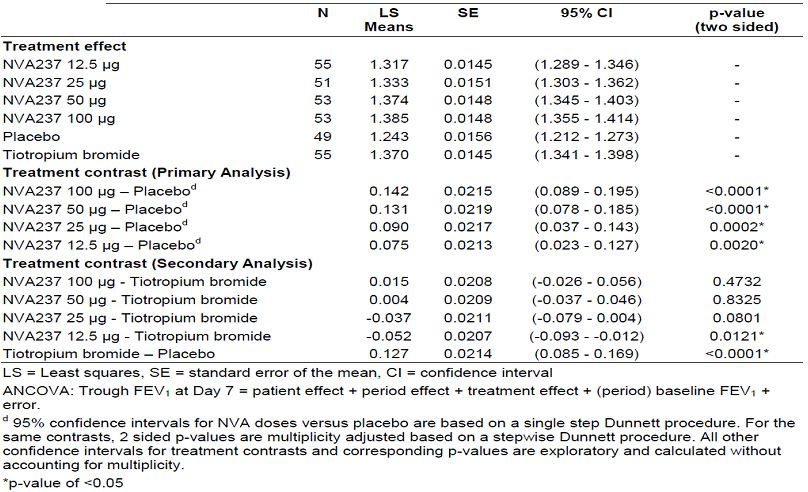 N LS Means SE 95% CI p-value (two sided)
Treatment effect
NVA237 12.5 µg 55 1.317 0.0145 (1.289 - 1.346) -
NVA237 25 µg 51 1.333 0.0151 (1.303 - 1.362) -
NVA237 50 µg 53 1.374 0.0148 (1.345 - 1.403) -
NVA237 100 µg 53 1.385 0.0148 (1.355 - 1.414) -
Placebo 49 1.243 0.0156 (1.212 - 1.273) -
Tiotropium bromide 55 1.370 0.0145 (1.341 - 1.398) -
Treatment contrast (Primary Analysis)
NVA237 100 µg – Placebo^d 0.142 0.0215 (0.089 - 0.195) <0.0001*
NVA237 50 µg – Placebo^d 0.131 0.0219 (0.078 - 0.185) <0.0001*
NVA237 25 µg – Placebo^d 0.090 0.0217 (0.037 - 0.143) 0.0002*
NVA237 12.5 µg – Placebo^d 0.075 0.0213 (0.023 - 0.127) 0.0020*
Treatment contrast (Secondary Analysis)
NVA237 100 µg - Tiotropium bromide 0.015 0.0208 (-0.026 - 0.056) 0.4732
NVA237 50 µg - Tiotropium bromide 0.004 0.0209 (-0.037 - 0.046) 0.8325
NVA237 25 µg - Tiotropium bromide -0.037 0.0211 (-0.079 - 0.004) 0.0801
NVA237 12.5 µg - Tiotropium bromide -0.052 0.0207 (-0.093 - -0.012) 0.0121*
Tiotropium bromide – Placebo 0.127 0.0214 (0.085 - 0.169) <0.0001*
LS = Least squares, SE = standard error of the mean, CI = confidence interval
ANCOVA: Trough FEV₁ at Day 7 = patient effect + period effect + treatment effect + (period) baseline FEV₁ +
error.
^d 95% confidence intervals for NVA doses versus placebo are based on a single step Dunnett procedure. For the
same contrasts, 2 sided p-values are multiplicity adjusted based on a stepwise Dunnett procedure. All other
confidence intervals for treatment contrasts and corresponding p-values are exploratory and calculated without
accounting for multiplicity.
*p-value of <0.05